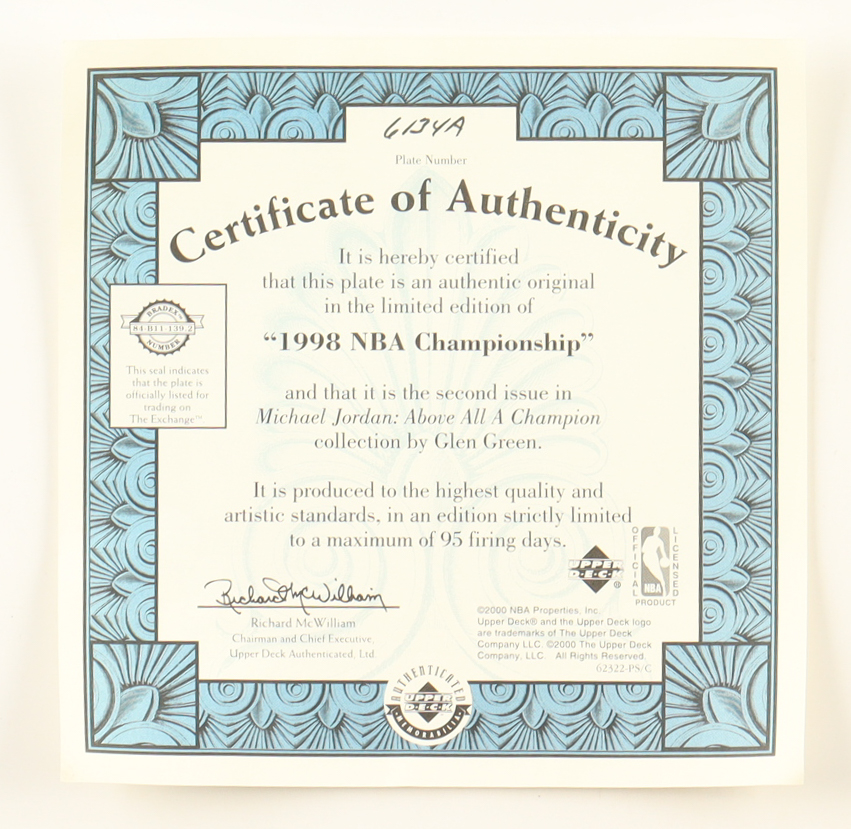 6134A
Plate Number
Certificate of Authenticity
It is hereby certified
that this plate is an authentic original
in the limited edition of
“1998 NBA Championship”
and that it is the second issue in
Michael Jordan: Above All A Champion
collection by Glen Green.
It is produced to the highest quality and
artistic standards, in an edition strictly limited
to a maximum of 95 firing days.
BRADEX™
84-B11-139.2
NUMBER
This seal indicates
that the plate is
officially listed for
trading on
The Exchange™
Richard McWilliam
Richard McWilliam
Chairman and Chief Executive,
Upper Deck Authenticated, Ltd.
UPPER
DECK
®
OFFICIAL
NBA
LICENSED
PRODUCT
©2000 NBA Properties, Inc.
Upper Deck® and the Upper Deck logo
are trademarks of The Upper Deck
Company LLC. ©2000 The Upper Deck
Company, LLC. All Rights Reserved.
62322-PS/C
AUTHENTICATED
UPPER
DECK
MEMORABILIA